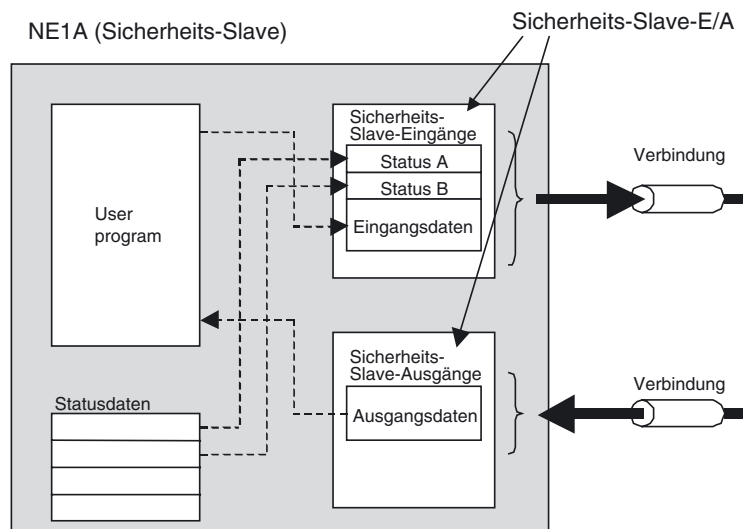 Sicherheits-Slave-E/A
NE1A (Sicherheits-Slave)
Sicherheits-
Slave-Eingänge
Status A
Status B
Eingangsdaten
Verbindung
User
program
Sicherheits-
Slave-Ausgänge
Ausgangsdaten
Verbindung
Statusdaten